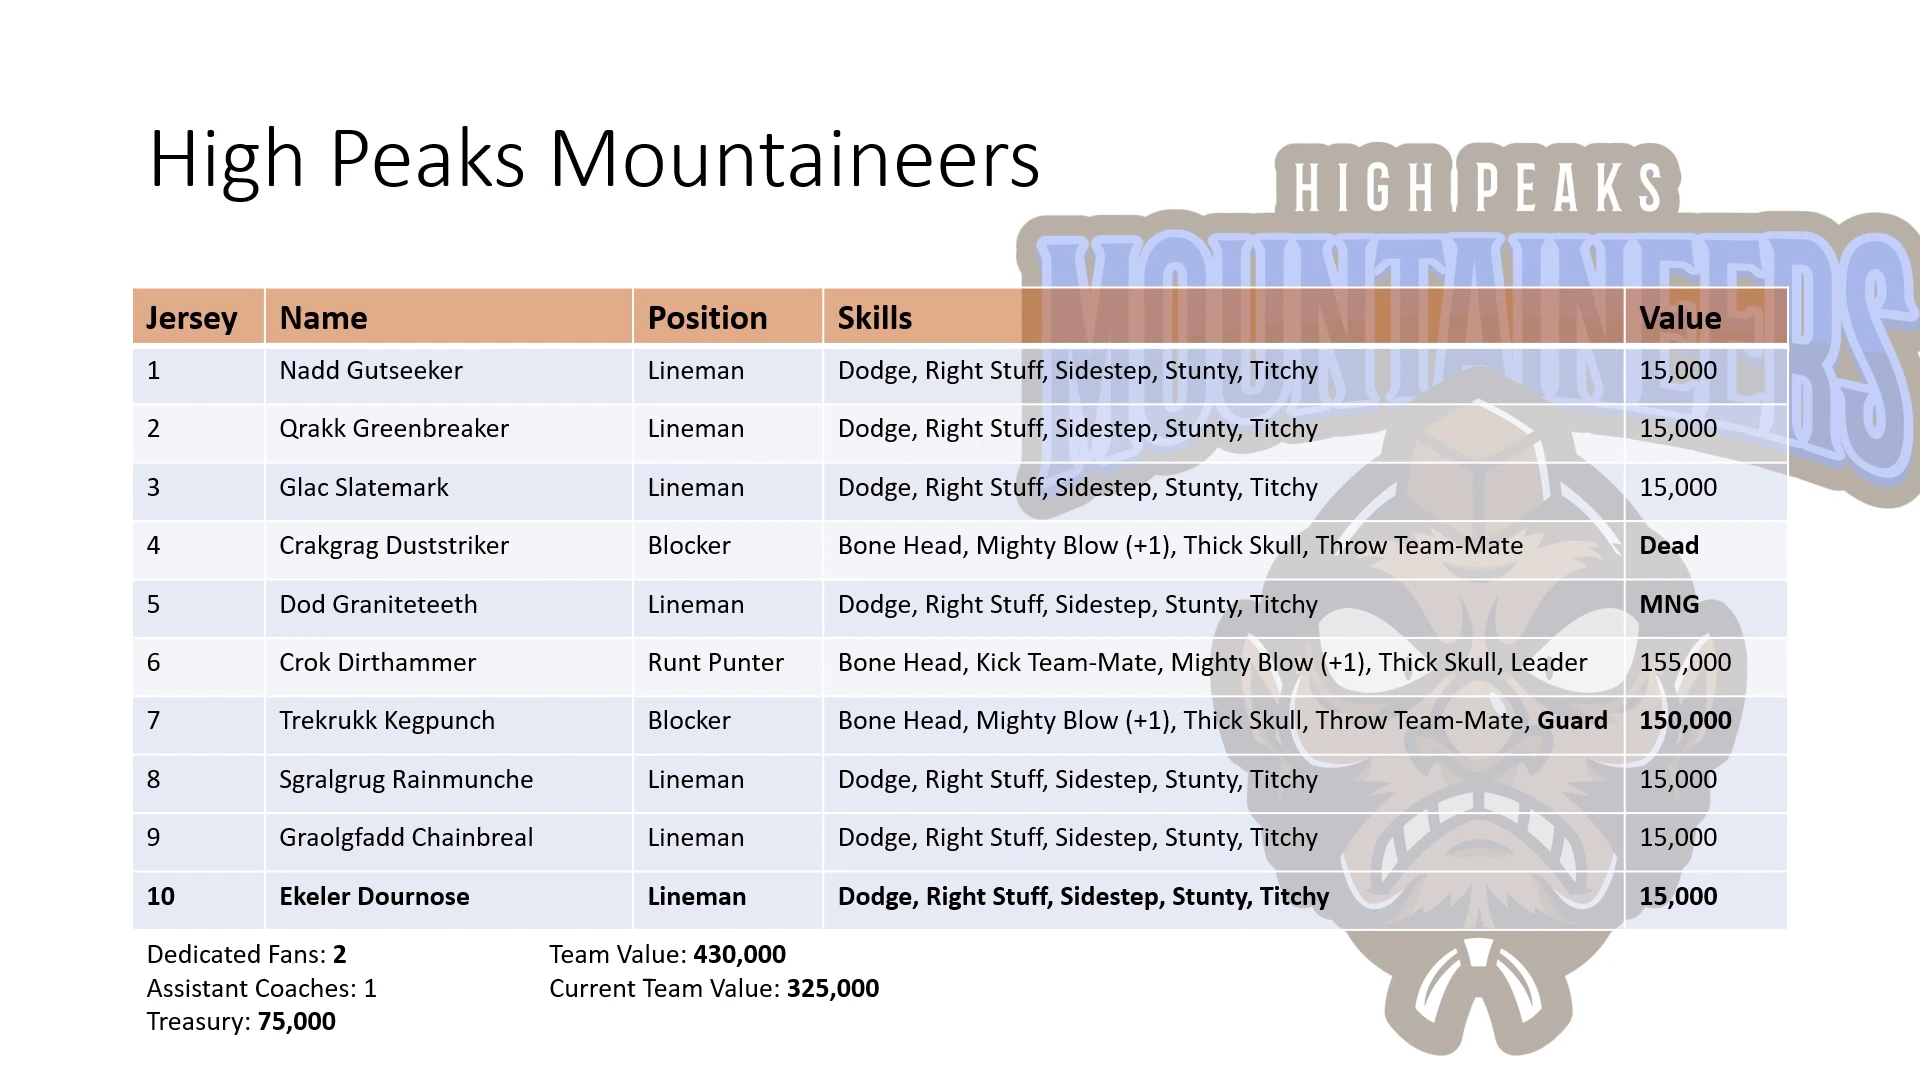 High Peaks Mountaineers
HIGH PEAKS
MOUNTAINEERS
Jersey Name Position Skills Value
1 Nadd Gutseeker Lineman Dodge, Right Stuff, Sidestep, Stunty, Titchy 15,000
2 Qrakk Greenbreaker Lineman Dodge, Right Stuff, Sidestep, Stunty, Titchy 15,000
3 Glac Slatemark Lineman Dodge, Right Stuff, Sidestep, Stunty, Titchy 15,000
4 Crakgrag Duststriker Blocker Bone Head, Mighty Blow (+1), Thick Skull, Throw Team-Mate Dead
5 Dod Graniteteeth Lineman Dodge, Right Stuff, Sidestep, Stunty, Titchy MNG
6 Crok Dirthammer Runt Punter Bone Head, Kick Team-Mate, Mighty Blow (+1), Thick Skull, Leader 155,000
7 Trekrukk Kegpunch Blocker Bone Head, Mighty Blow (+1), Thick Skull, Throw Team-Mate, Guard 150,000
8 Sgralgrug Rainmunche Lineman Dodge, Right Stuff, Sidestep, Stunty, Titchy 15,000
9 Graolgfadd Chainbreal Lineman Dodge, Right Stuff, Sidestep, Stunty, Titchy 15,000
10 Ekeler Dournose Lineman Dodge, Right Stuff, Sidestep, Stunty, Titchy 15,000
Dedicated Fans: 2 Team Value: 430,000
Assistant Coaches: 1 Current Team Value: 325,000
Treasury: 75,000